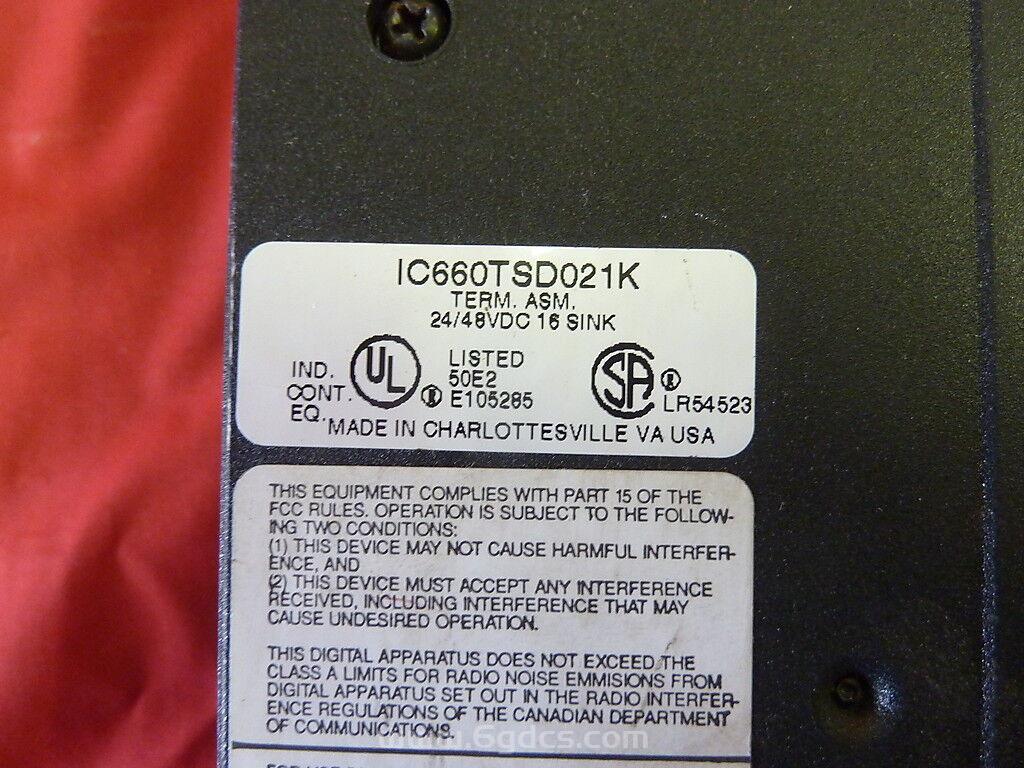 IC660TSD021K
TERM. ASM.
24/48VDC 16 SINK
IND. CONT. EQ.
UL
LISTED
50E2
® E105285
SA ®
LR54523
MADE IN CHARLOTTESVILLE VA USA
THIS EQUIPMENT COMPLIES WITH PART 15 OF THE
FCC RULES. OPERATION IS SUBJECT TO THE FOLLOW-
ING TWO CONDITIONS:
(1) THIS DEVICE MAY NOT CAUSE HARMFUL INTERFER-
ENCE, AND
(2) THIS DEVICE MUST ACCEPT ANY INTERFERENCE
RECEIVED, INCLUDING INTERFERENCE THAT MAY
CAUSE UNDESIRED OPERATION.
THIS DIGITAL APPARATUS DOES NOT EXCEED THE
CLASS A LIMITS FOR RADIO NOISE EMMISIONS FROM
DIGITAL APPARATUS SET OUT IN THE RADIO INTERFER-
ENCE REGULATIONS OF THE CANADIAN DEPARTMENT
OF COMMUNICATIONS.
www.6gdcs.com